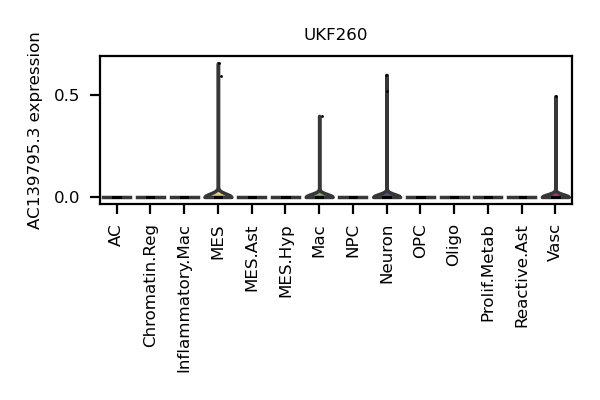 UKF260
AC139795.3 expression
0.5
0.0
AC
Chromatin.Reg
Inflammatory.Mac
MES
MES.Ast
MES.Hyp
Mac
NPC
Neuron
OPC
Oligo
Prolif.Metab
Reactive.Ast
Vasc